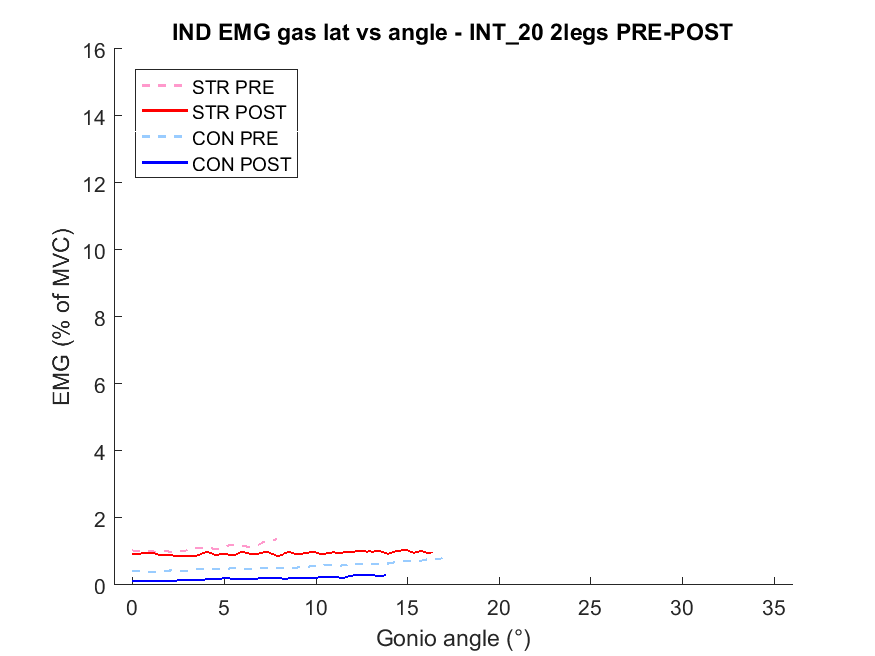 IND EMG gas lat vs angle - INT_20 2legs PRE-POST
16
14
12
10
8
6
4
2
0
EMG (% of MVC)
STR PRE
STR POST
CON PRE
CON POST
0 5 10 15 20 25 30 35
Gonio angle (°)